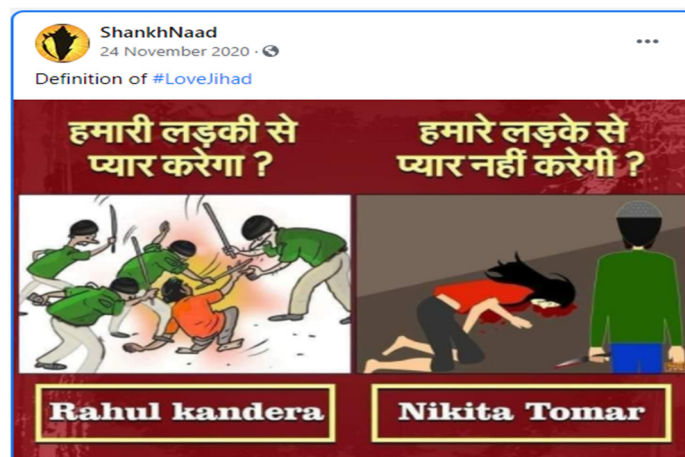 ShankhNaad
24 November 2020 ·
Definition of #LoveJihad
हमारी लड़की से
प्यार करेगा ?
हमारे लड़के से
प्यार नहीं करेगी ?
Rahul kandera
Nikita Tomar